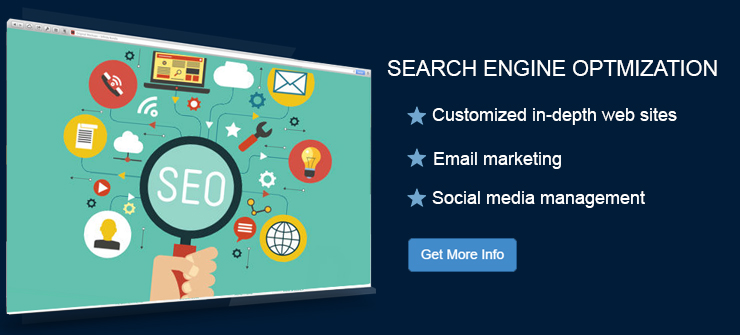 SEO
SEARCH ENGINE OPTMIZATION
Customized in-depth web sites
Email marketing
Social media management
Get More Info